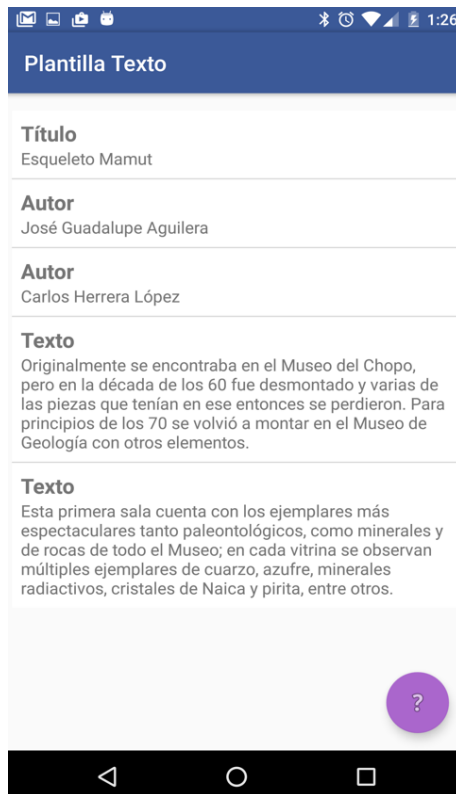 1:26
Plantilla Texto
Título
Esqueleto Mamut
Autor
José Guadalupe Aguilera
Autor
Carlos Herrera López
Texto
Originalmente se encontraba en el Museo del Chopo,
pero en la década de los 60 fue desmontado y varias de
las piezas que tenían en ese entonces se perdieron. Para
principios de los 70 se volvió a montar en el Museo de
Geología con otros elementos.
Texto
Esta primera sala cuenta con los ejemplares más
espectaculares tanto paleontológicos, como minerales y
de rocas de todo el Museo; en cada vitrina se observan
múltiples ejemplares de cuarzo, azufre, minerales
radiactivos, cristales de Naica y pirita, entre otros.
?